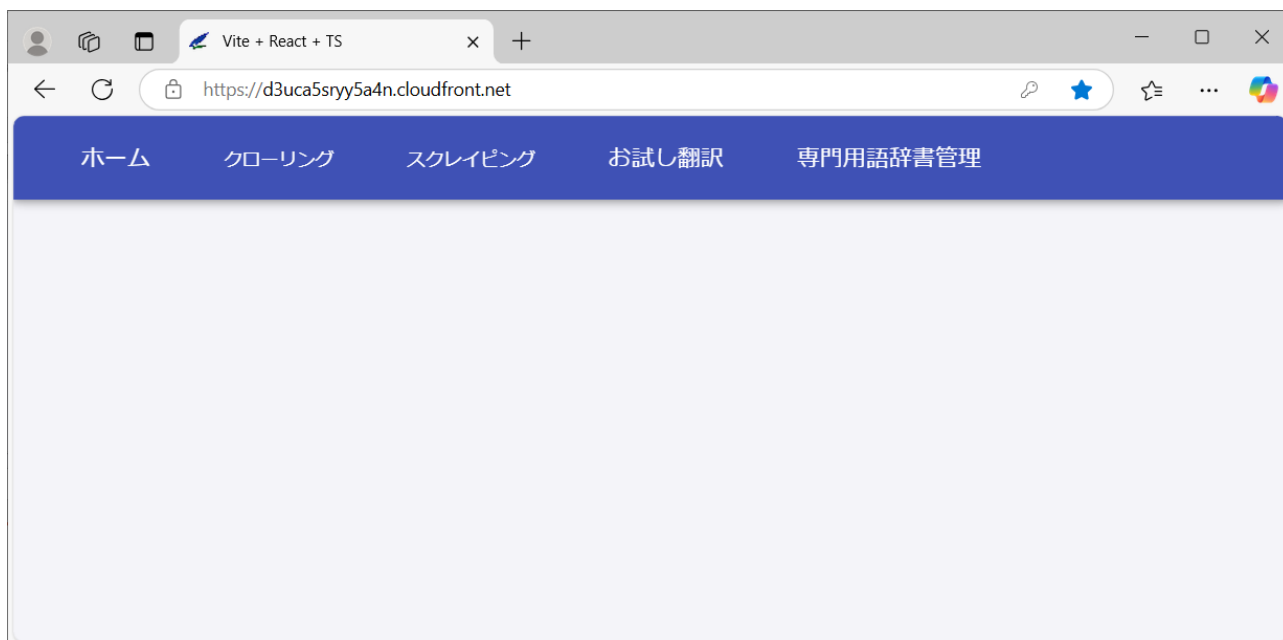 Vite + React + TS
https://d3uca5sryy5a4n.cloudfront.net
ホーム クローリング スクレイピング お試し翻訳 専門用語辞書管理